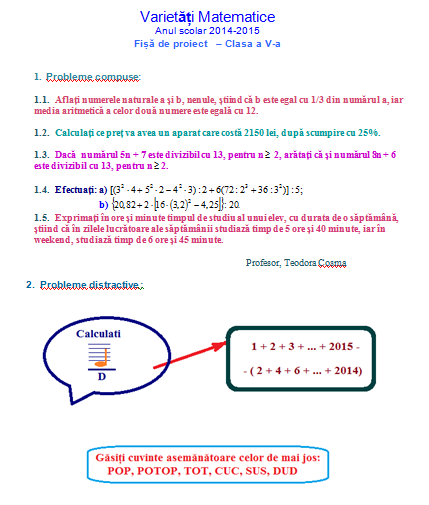 Varietăți Matematice
Anul scolar 2014-2015
Fișă de proiect – Clasa a V-a
1. Probleme compuse:
1.1. Aflați numerele naturale a și b, nenule, știind că b este egal cu 1/3 din numărul a, iar
media aritmetică a celor două numere este egală cu 12.
1.2. Calculați ce preț va avea un aparat care costă 2150 lei, după scumpire cu 25%.
1.3. Dacă numărul 5n + 7 este divizibil cu 13, pentru n ≥ 2, arătați că și numărul 8n + 6
este divizibil cu 13, pentru n ≥ 2.
1.4. Efectuați: a) [(3² · 4 + 5² · 2 − 4² · 3) : 2 + 6(72 : 2² + 36 : 3²)] : 5;
b) {20,82 + 2 · [16 · (3,2)² − 4,25]} : 20.
1.5. Exprimați în ore și minute timpul de studiu al unui elev, cu durata de o săptămână,
știind că în zilele lucrătoare ale săptămânii studiază timp de 5 ore și 40 minute, iar în
weekend, studiază timp de 6 ore și 45 minute.
Profesor, Teodora Cosma
2. Probleme distractive:
Calculati
D
1 + 2 + 3 + ... + 2015 -
- ( 2 + 4 + 6 + ... + 2014)
Găsiți cuvinte asemănătoare celor de mai jos:
POP, POTOP, TOT, CUC, SUS, DUD